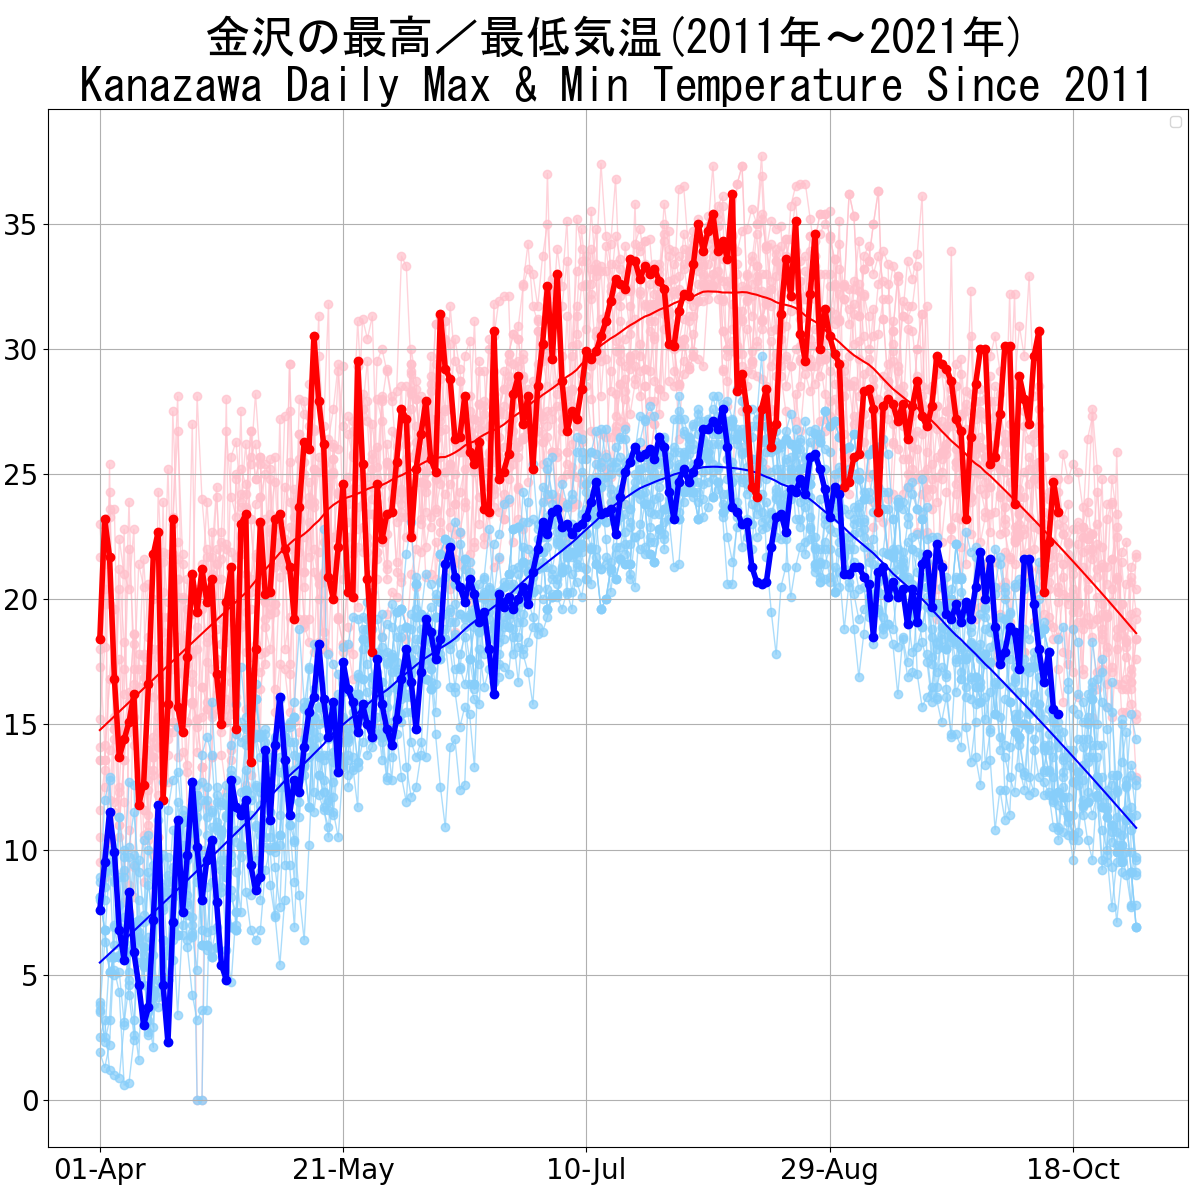 金沢の最高／最低気温(2011年～2021年)
Kanazawa Daily Max & Min Temperature Since 2011
35
30
25
20
15
10
5
0
01-Apr 21-May 10-Jul 29-Aug 18-Oct